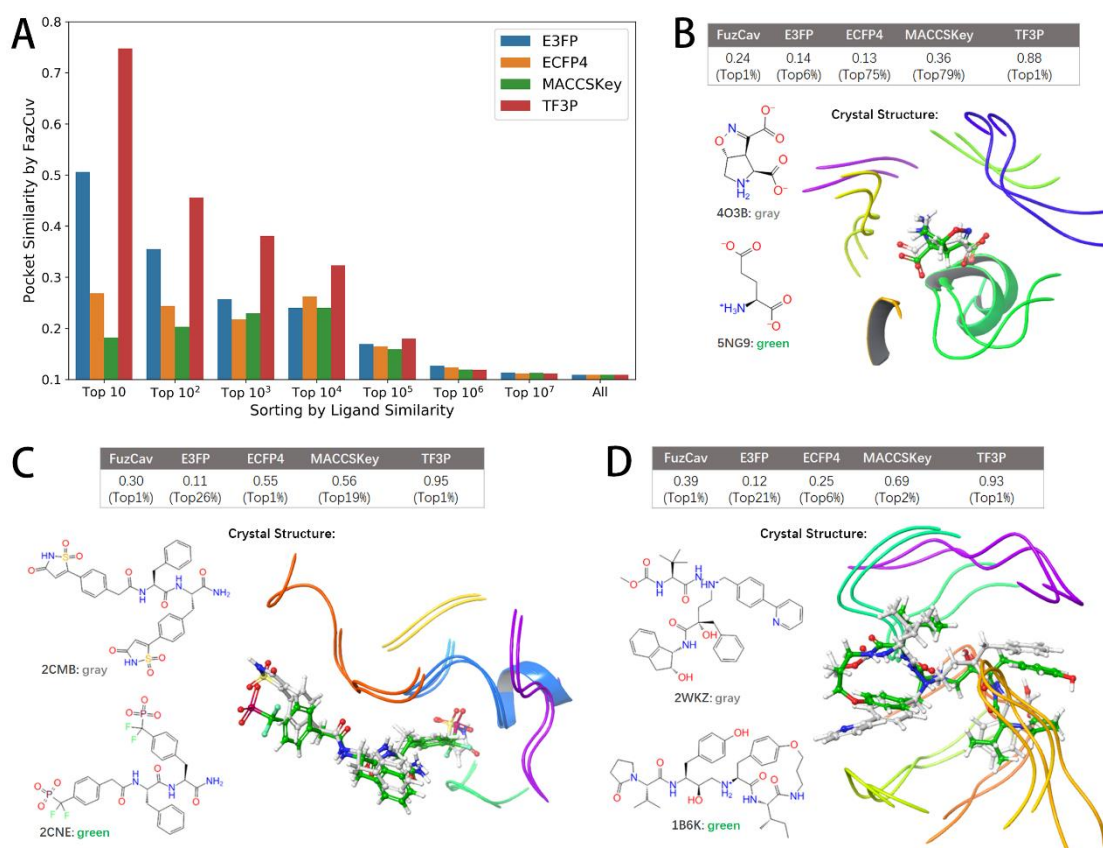 A
Pocket Similarity by FazCuv
0.8
0.7
0.6
0.5
0.4
0.3
0.2
0.1
E3FP
ECFP4
MACCSKey
TF3P
Top 10 Top 10² Top 10³ Top 10⁴ Top 10⁵ Top 10⁶ Top 10⁷ All
Sorting by Ligand Similarity
B
FuzCav E3FP ECFP4 MACCSKey TF3P
0.24 0.14 0.13 0.36 0.88
(Top1%) (Top6%) (Top75%) (Top79%) (Top1%)
Crystal Structure:
O⁻
N
O
O
O
O⁻
N⁺
H₂
4O3B: gray
O
⁻O
⁺H₃N
O
O⁻
5NG9: green
C
FuzCav E3FP ECFP4 MACCSKey TF3P
0.30 0.11 0.55 0.56 0.95
(Top1%) (Top26%) (Top1%) (Top19%) (Top1%)
Crystal Structure:
2CMB: gray
2CNE: green
D
FuzCav E3FP ECFP4 MACCSKey TF3P
0.39 0.12 0.25 0.69 0.93
(Top1%) (Top21%) (Top6%) (Top2%) (Top1%)
Crystal Structure:
2WKZ: gray
1B6K: green